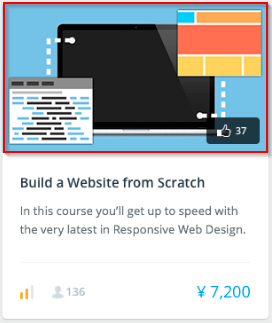 37
Build a Website from Scratch
In this course you'll get up to speed with
the very latest in Responsive Web Design.
136
¥ 7,200